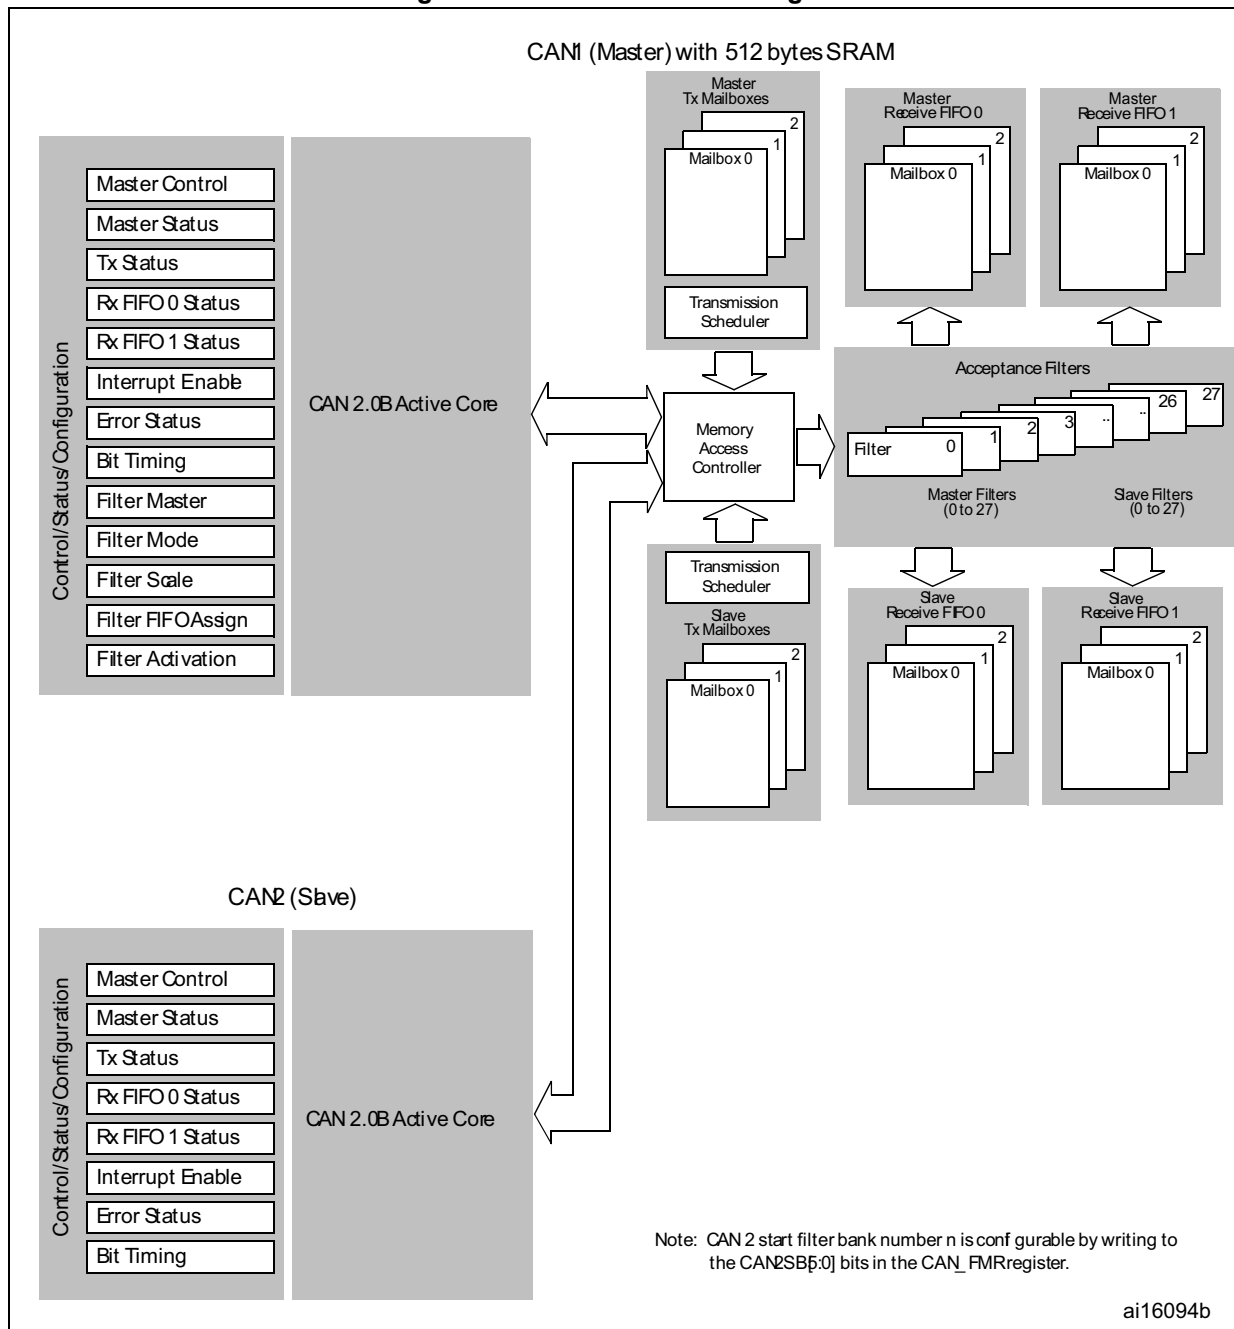 CAN1 (Master) with 512 bytes SRAM
Master
Tx Mailboxes
2
1
Mailbox 0
Transmission
Scheduler
Master
Receive FIFO 0
2
1
Mailbox 0
Master
Receive FIFO 1
2
1
Mailbox 0
Control/Status/Configuration
Master Control
Master Status
Tx Status
Rx FIFO 0 Status
Rx FIFO 1 Status
Interrupt Enable
Error Status
Bit Timing
Filter Master
Filter Mode
Filter Scale
Filter FIFO Assign
Filter Activation
CAN 2.0B Active Core
Memory
Access
Controller
Acceptance Filters
Filter 0
1
2
3
..
..
26
27
Master Filters
(0 to 27)
Slave Filters
(0 to 27)
Transmission
Scheduler
Slave
Tx Mailboxes
2
1
Mailbox 0
Slave
Receive FIFO 0
2
1
Mailbox 0
Slave
Receive FIFO 1
2
1
Mailbox 0
CAN2 (Slave)
Control/Status/Configuration
Master Control
Master Status
Tx Status
Rx FIFO 0 Status
Rx FIFO 1 Status
Interrupt Enable
Error Status
Bit Timing
CAN 2.0B Active Core
Note: CAN 2 start filter bank number n is conf gurable by writing to
the CAN2SB[5:0] bits in the CAN_FMR register.
ai16094b